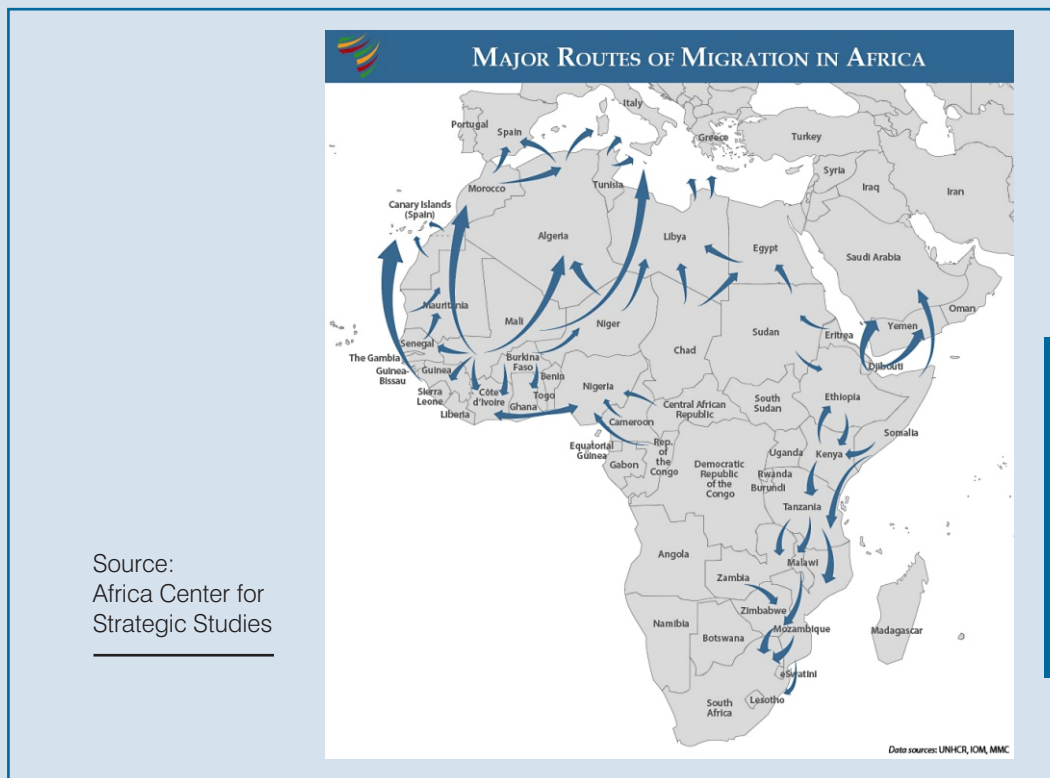 MAJOR ROUTES OF MIGRATION IN AFRICA
Italy
Portugal
Spain
Greece
Turkey
Syria
Iraq
Iran
Morocco
Tunisia
Canary Islands
(Spain)
Algeria
Libya
Egypt
Saudi Arabia
Mauritania
Mali
Niger
Oman
Yemen
Sudan
Eritrea
Chad
Senegal
The Gambia
Guinea-
Bissau
Guinea
Burkina
Faso
Benin
Djibouti
Sierra
Leone
Côte
d'Ivoire
Togo
Ghana
Liberia
Nigeria
Central African
Republic
South
Sudan
Ethiopia
Cameroon
Somalia
Equatorial
Guinea
Rep.
of
the
Congo
Gabon
Democratic
Republic
of the
Congo
Uganda
Kenya
Rwanda
Burundi
Tanzania
Angola
Malawi
Zambia
Zimbabwe
Mozambique
Madagascar
Namibia
Botswana
eSwatini
South
Africa
Lesotho
Data sources: UNHCR, IOM, MMC
Source:
Africa Center for
Strategic Studies